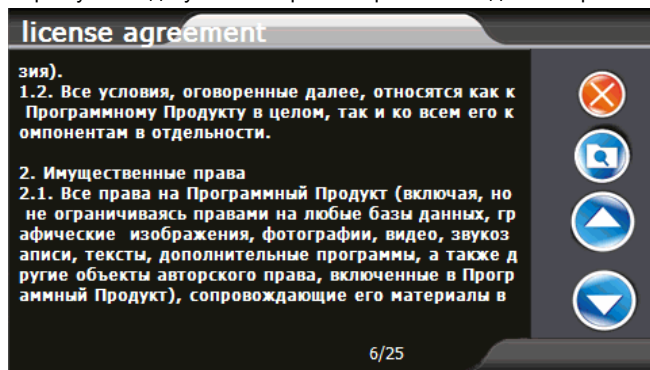 license agreement
зия).
1.2. Все условия, оговоренные далее, относятся как к
Программному Продукту в целом, так и ко всем его к
омпонентам в отдельности.
2. Имущественные права
2.1. Все права на Программный Продукт (включая, но
не ограничиваясь правами на любые базы данных, гр
афические изображения, фотографии, видео, звукоз
аписи, тексты, дополнительные программы, а также д
ругие объекты авторского права, включенные в Прогр
аммный Продукт), сопровождающие его материалы в
6/25